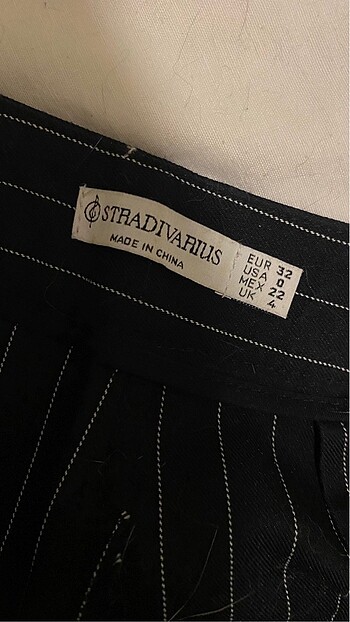 STRADIVARIUS
MADE IN CHINA
EUR 32
USA 0
MEX 22
UK 4